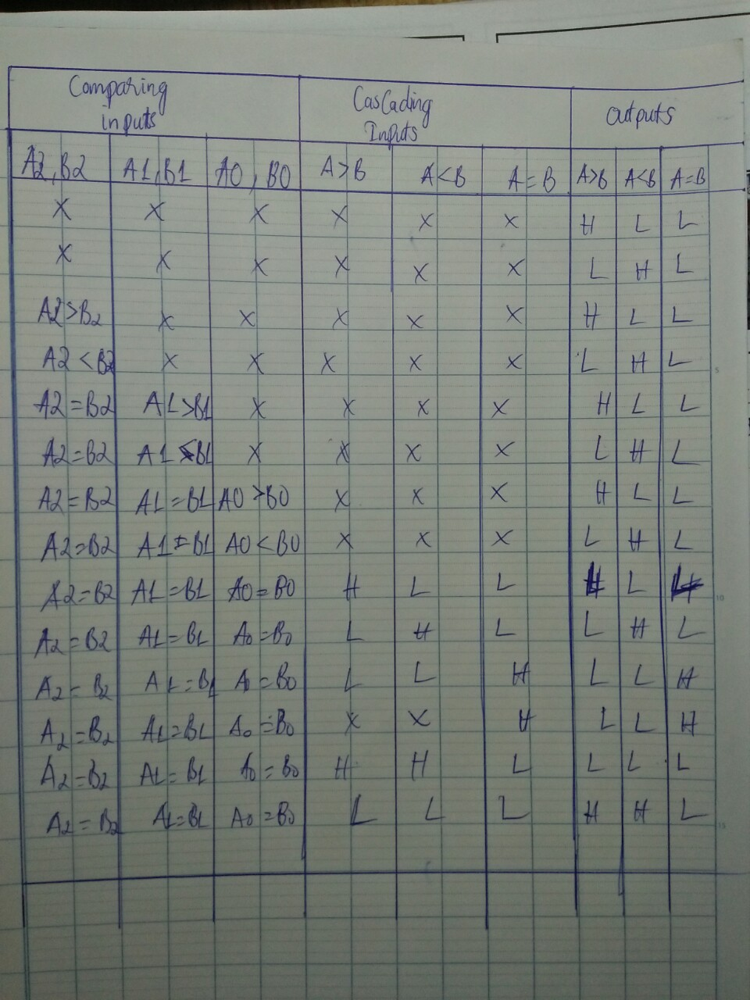 Comparing inputs Cascading Inputs Outputs
A2, B2 A1, B1 A0, B0 A>B A<B A=B A>B A<B A=B
X X X X X X H L L
X X X X X X L H L
A2>B2 X X X X X H L L
A2<B2 X X X X X L H L
A2=B2 A1>B1 X X X X H L L
A2=B2 A1<B1 X X X X L H L
A2=B2 A1=B1 A0>B0 X X X H L L
A2=B2 A1=B1 A0<B0 X X X L H L
A2=B2 A1=B1 A0=B0 H L L H L L
A2=B2 A1=B1 A0=B0 L H L L H L
A2=B2 A1=B1 A0=B0 L L H L L H
A2=B2 A1=B1 A0=B0 X X H L L H
A2=B2 A1=B1 A0=B0 H H L L L L
A2=B2 A1=B1 A0=B0 L L L H H L